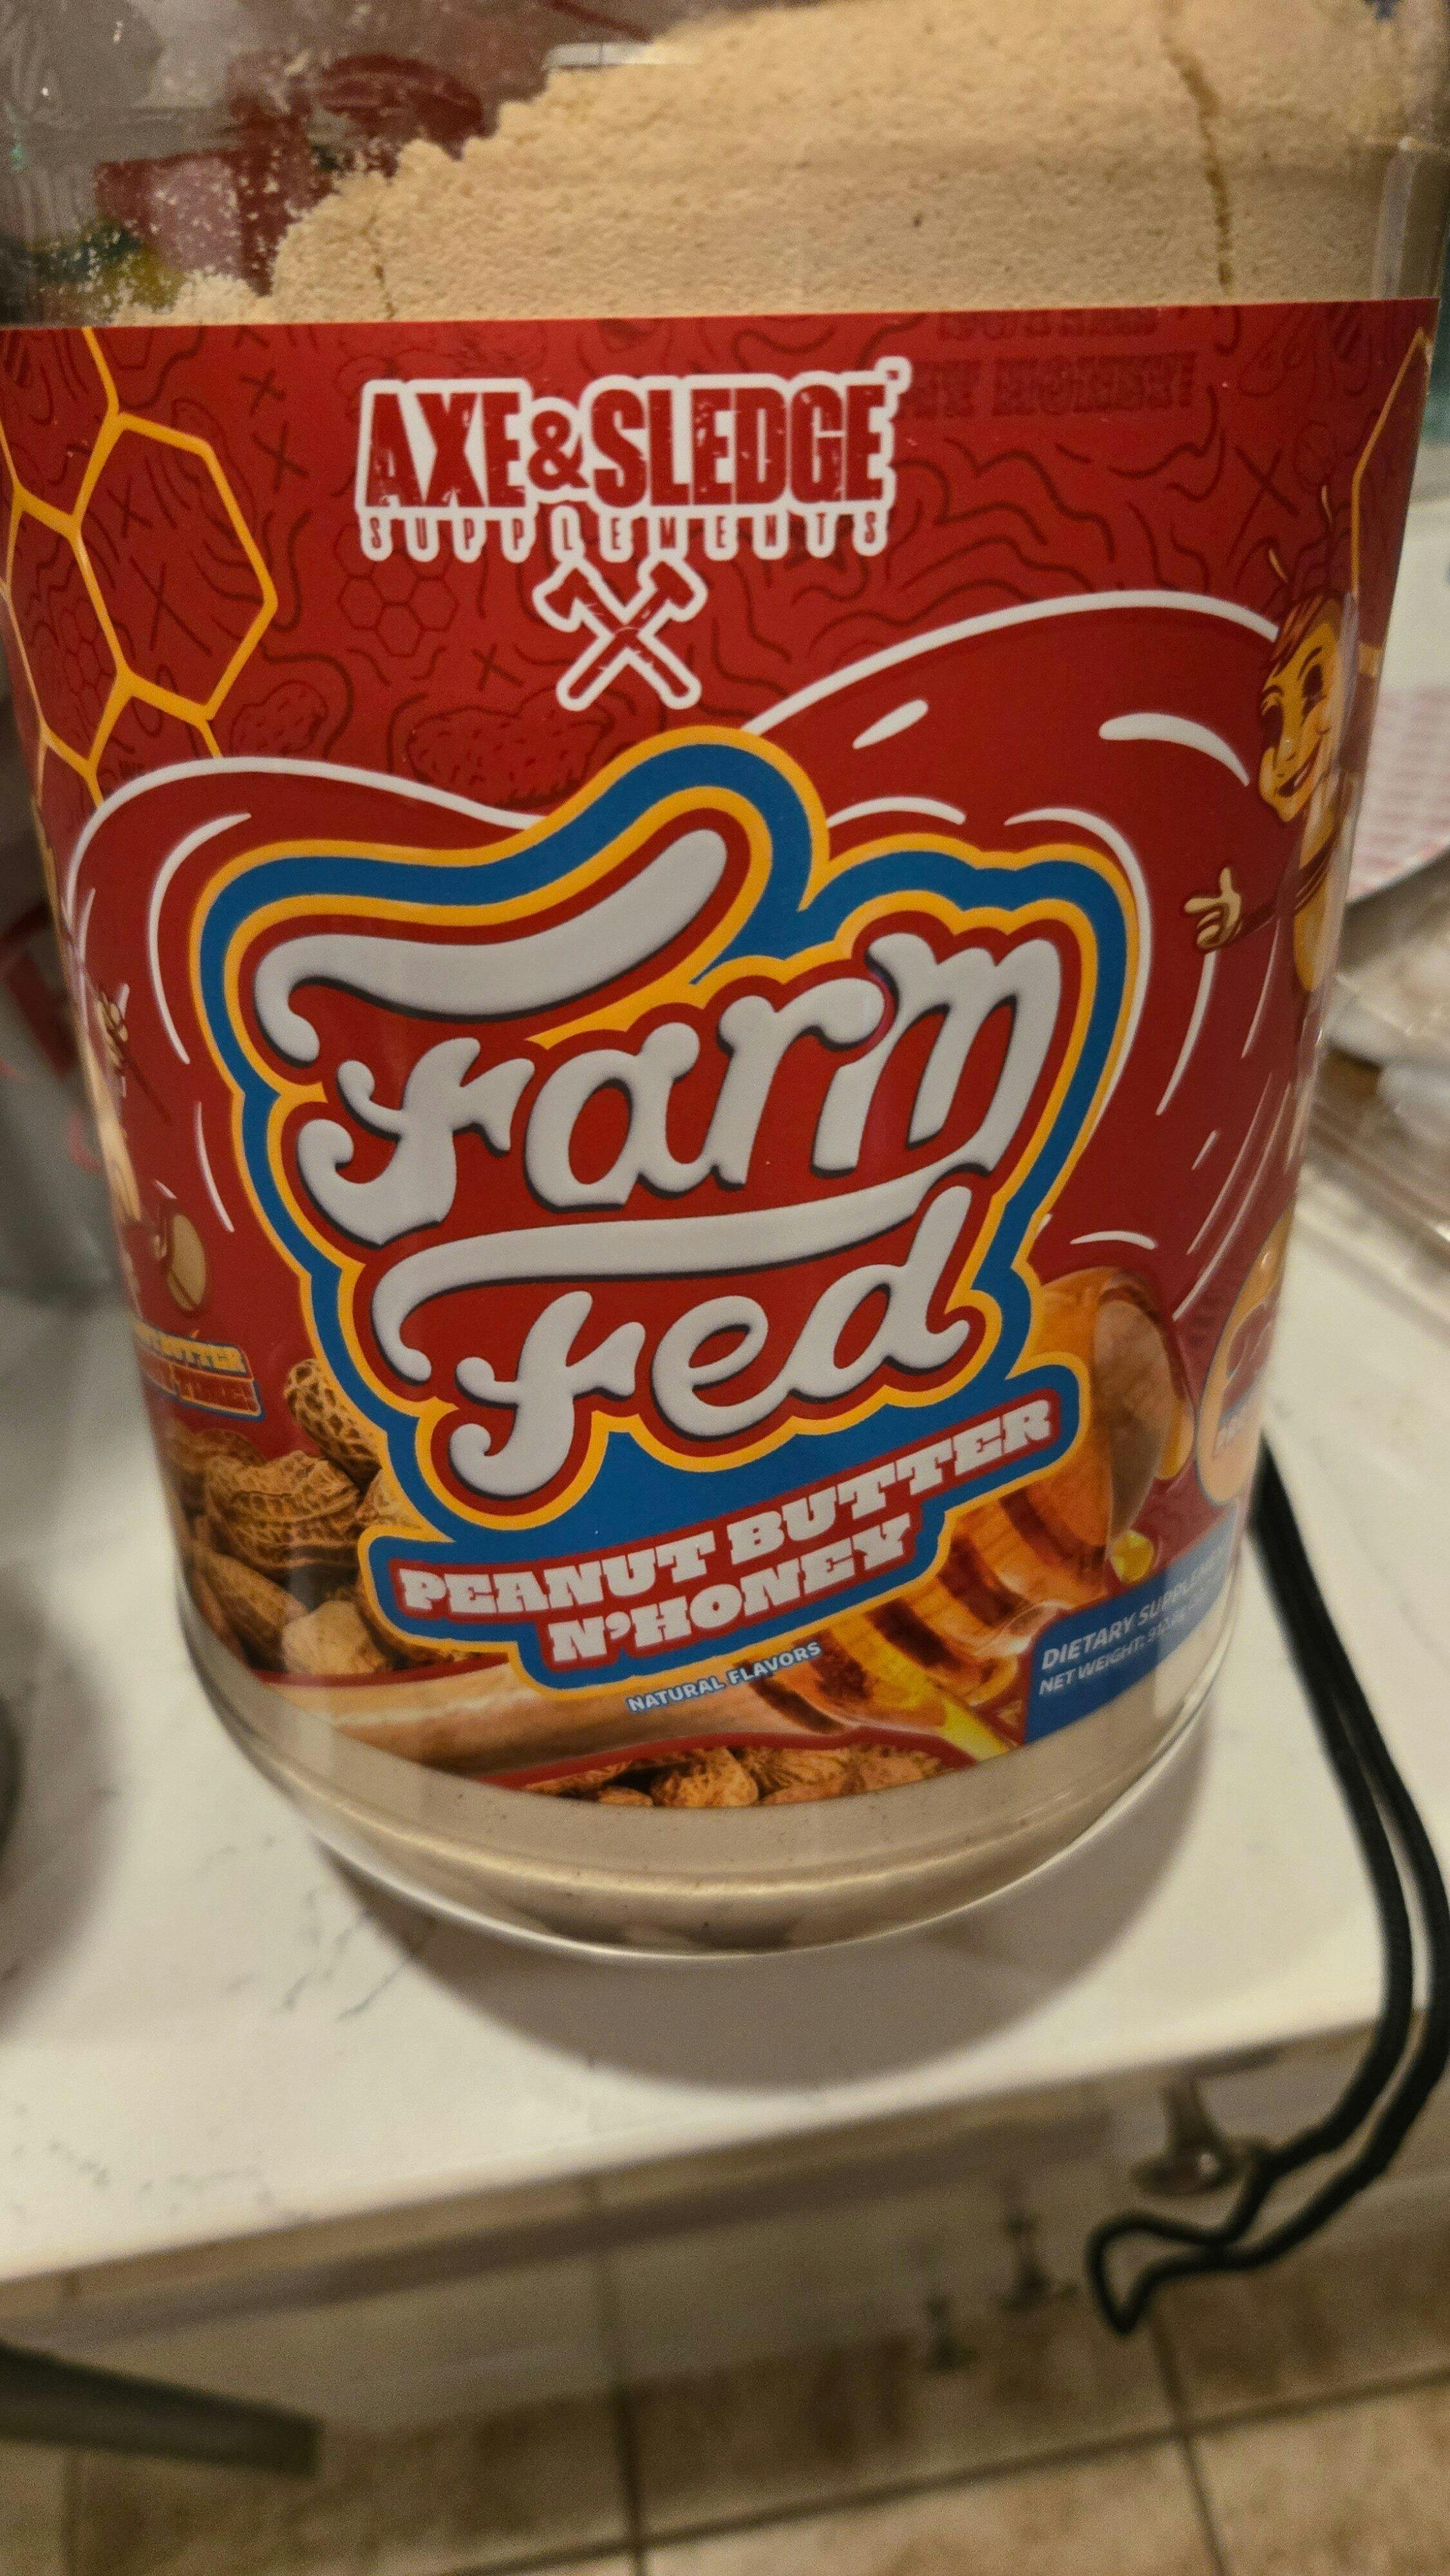 AXE & SLEDGE
SUPPLEMENTS
Farm
Fed
PEANUT BUTTER
N'HONEY
NATURAL FLAVORS
DIETARY
NET WEIGHT: